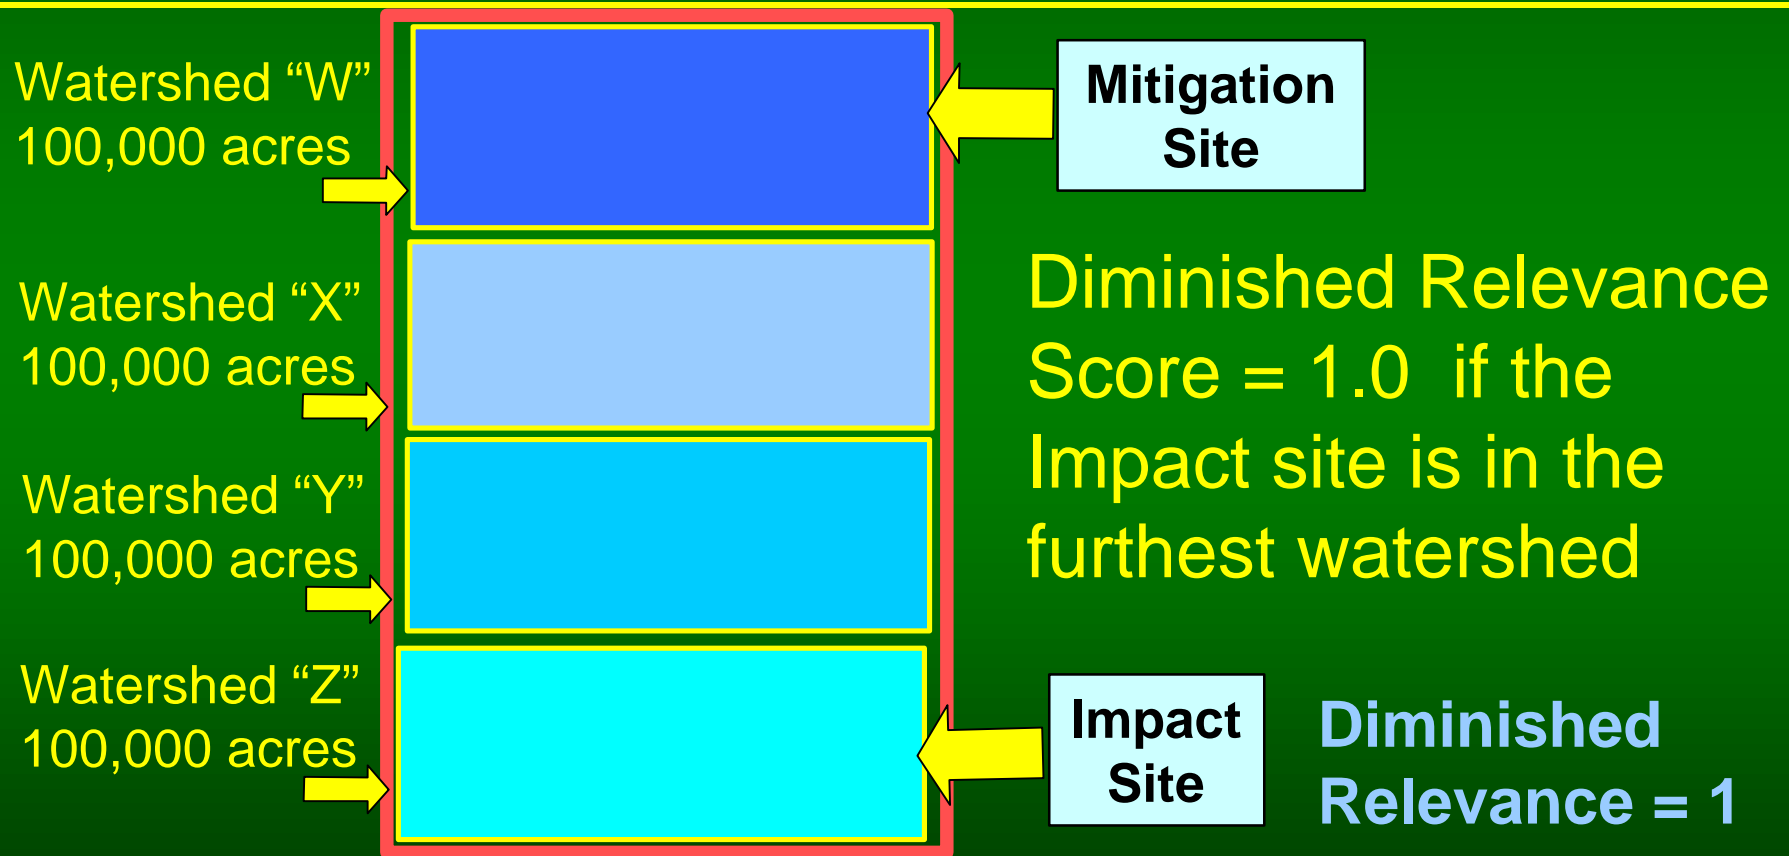 Watershed “W”
100,000 acres
Mitigation
Site
Watershed “X”
100,000 acres
Diminished Relevance
Score = 1.0  if the
Impact site is in the
furthest watershed
Watershed “Y”
100,000 acres
Watershed “Z”
100,000 acres
Impact
Site
Diminished
Relevance = 1